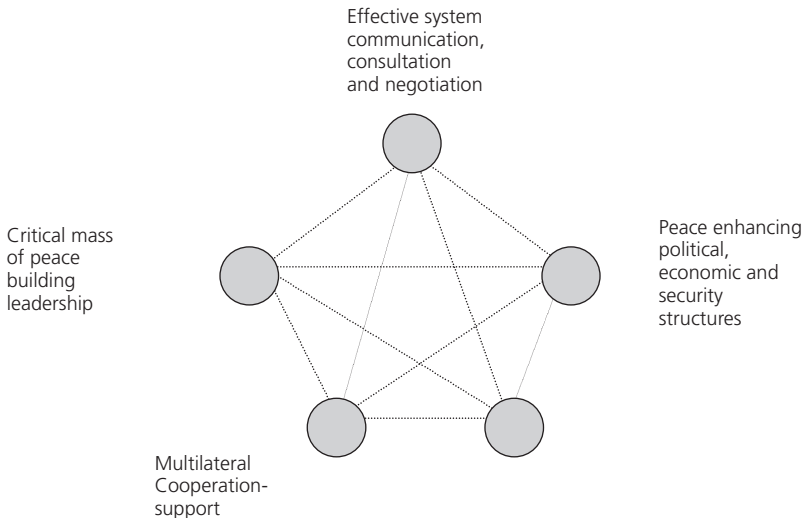 Effective system
communication,
consultation
and negotiation
Critical mass
of peace
building
leadership
Peace enhancing
political,
economic and
security
structures
Multilateral
Cooperation-
support